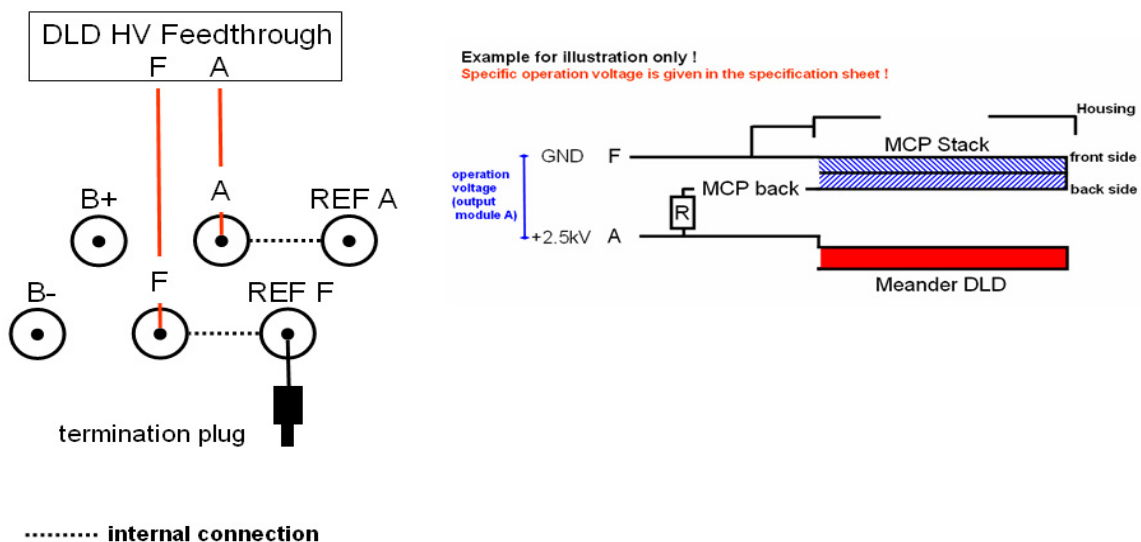 DLD HV Feedthrough
F A
A
B+
REF A
F
B-
REF F
termination plug
internal connection
Example for illustration only !
Specific operation voltage is given in the specification sheet !
Housing
MCP Stack
GND F
front side
operation
voltage
(output
module A)
MCP back
back side
R
+2.5kV A
Meander DLD